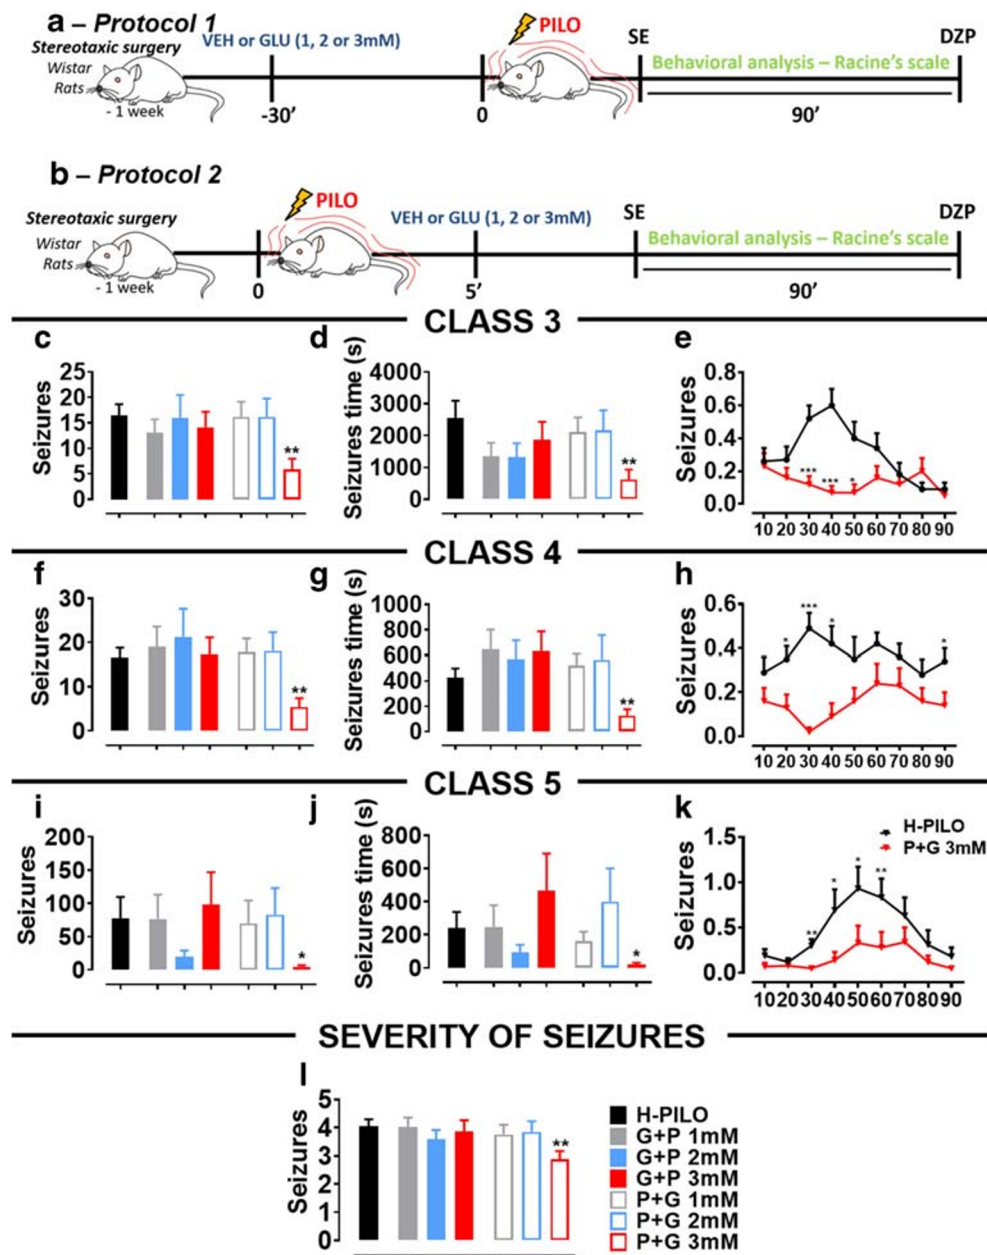 a – Protocol 1
Stereotaxic surgery
VEH or GLU (1, 2 or 3mM)
PILO
SE
DZP
Wistar
Rats
- 1 week
Behavioral analysis – Racine's scale
-30'
0
90'
b – Protocol 2
Stereotaxic surgery
PILO
VEH or GLU (1, 2 or 3mM)
SE
DZP
Wistar
Rats
- 1 week
Behavioral analysis – Racine's scale
0
5'
90'
CLASS 3
c
Seizures
25
20
15
10
5
0
**
d
Seizures time (s)
4000
3000
2000
1000
0
**
e
Seizures
0.8
0.6
0.4
0.2
0.0
*** *** *
10 20 30 40 50 60 70 80 90
CLASS 4
f
Seizures
30
20
10
0
**
g
Seizures time (s)
1000
800
600
400
200
0
**
h
Seizures
0.6
0.4
0.2
0.0
* *** * *
10 20 30 40 50 60 70 80 90
CLASS 5
i
Seizures
200
150
100
50
0
*
j
Seizures time (s)
800
600
400
200
0
*
k
Seizures
1.5
1.0
0.5
0.0
H-PILO
P+G 3mM
** * * **
10 20 30 40 50 60 70 80 90
SEVERITY OF SEIZURES
l
Seizures
5
4
3
2
1
0
**
H-PILO
G+P 1mM
G+P 2mM
G+P 3mM
P+G 1mM
P+G 2mM
P+G 3mM